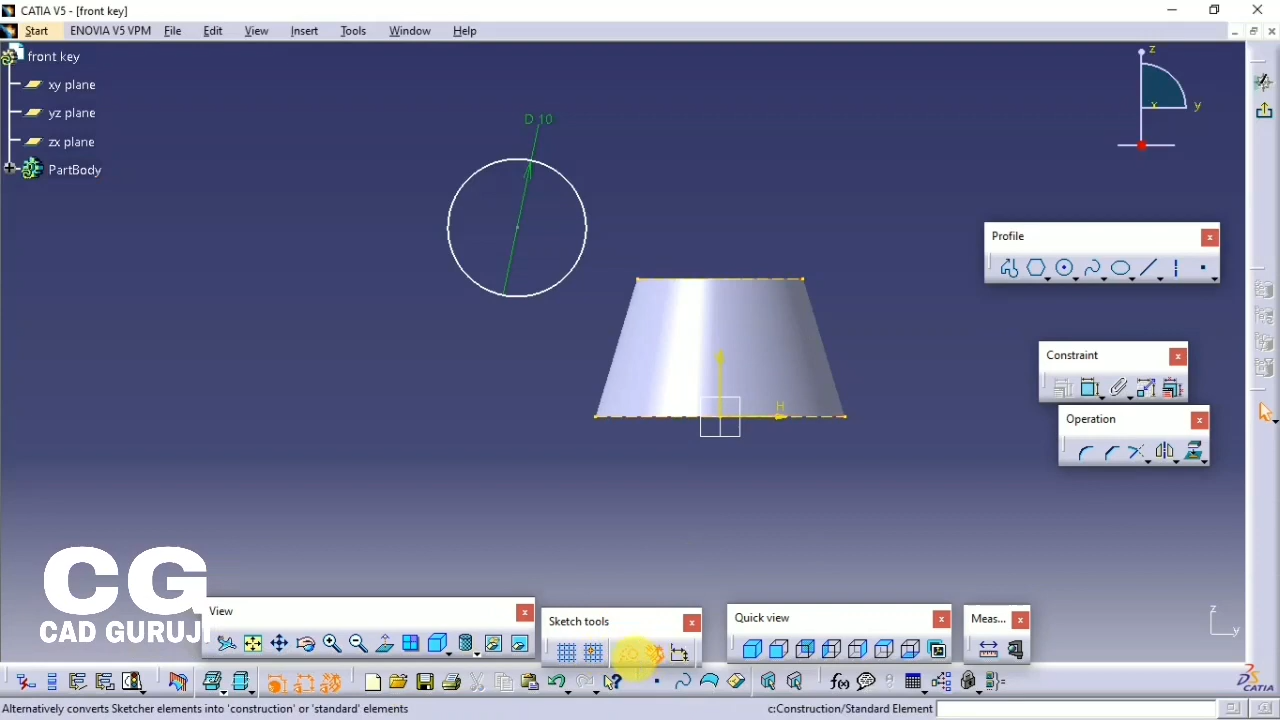 CATIA V5 - [front key]
Start ENOVIA V5 VPM File Edit View Insert Tools Window Help
front key
xy plane
yz plane
zx plane
PartBody
D 10
z
x
y
Profile
H
Constraint
Operation
CG
CAD GURUJI
View
Sketch tools
Quick view
Meas...
z
y
f(x)
CATIA
Alternatively converts Sketcher elements into 'construction' or 'standard' elements
c:Construction/Standard Element